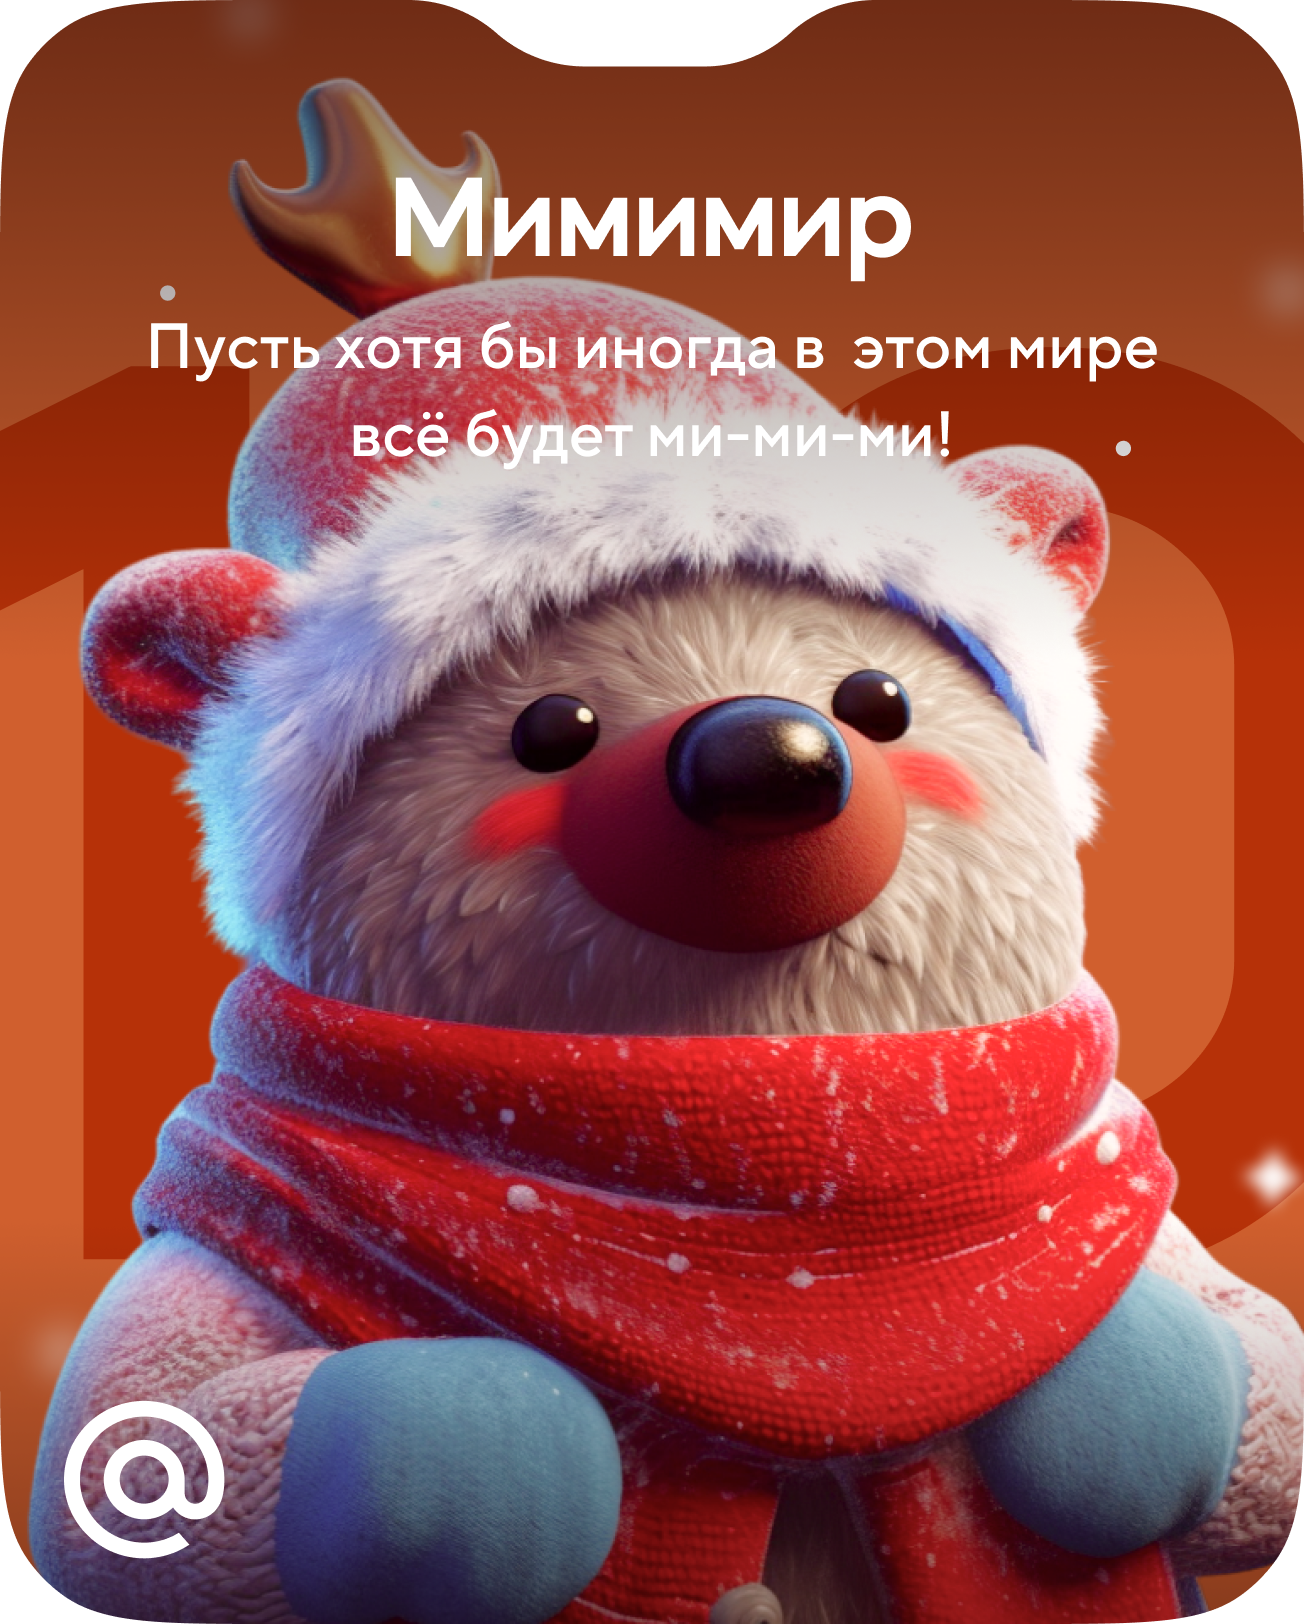 Мимимир
Пусть хотя бы иногда в этом мире
всё будет ми-ми-ми!
@